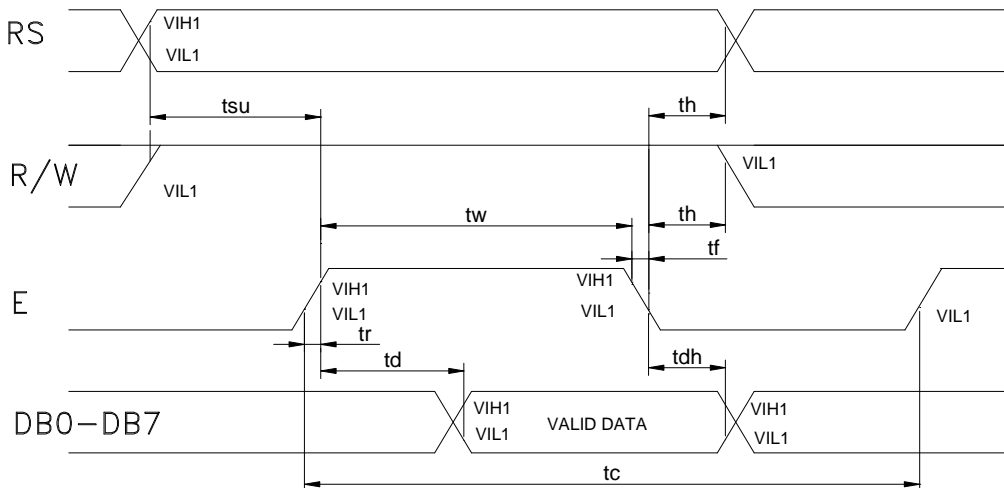 RS
VIH1
VIL1
tsu
th
R/W
VIL1
VIL1
tw
th
tf
E
VIH1
VIL1
VIH1
VIL1
VIL1
tr
td
tdh
DB0-DB7
VIH1
VIL1
VALID DATA
VIH1
VIL1
tc